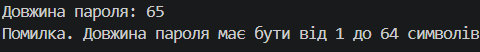 Довжина пароля: 65
Помилка. Довжина пароля має бути від 1 до 64 символів